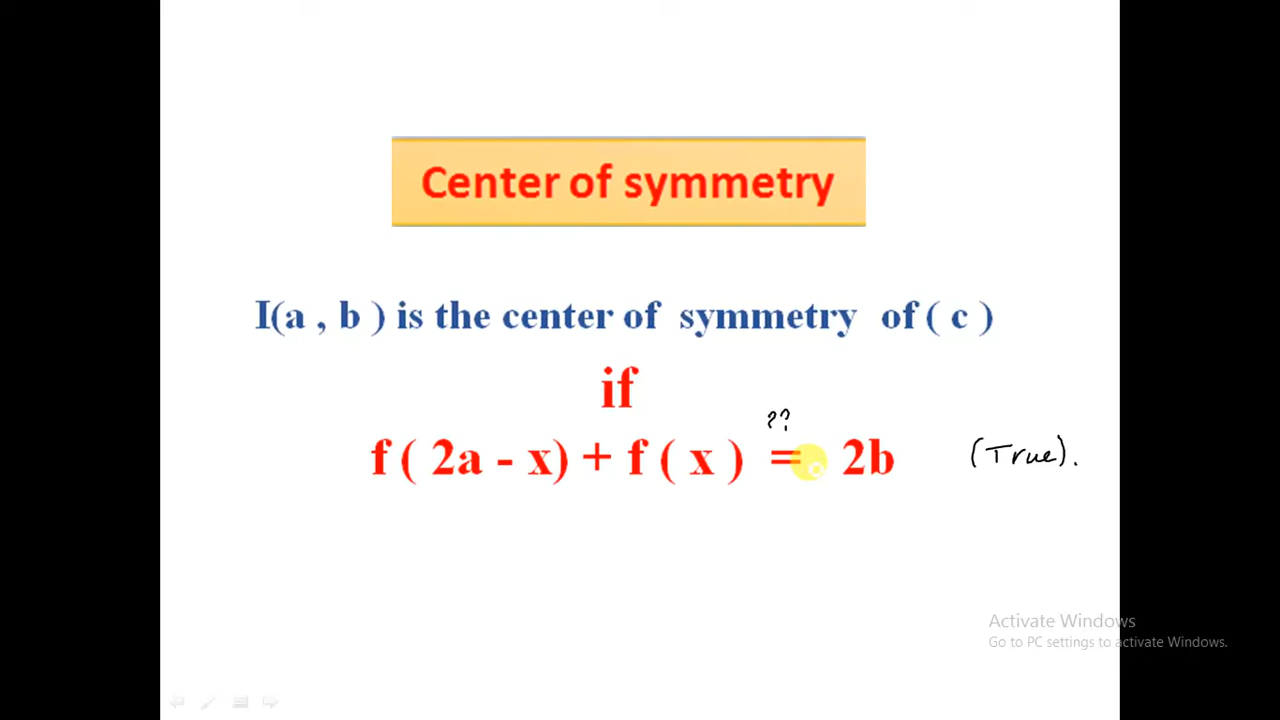 Center of symmetry
I(a , b ) is the center of symmetry of ( c )
if
??
f ( 2a - x) + f ( x ) = 2b (True).
Activate Windows
Go to PC settings to activate Windows.